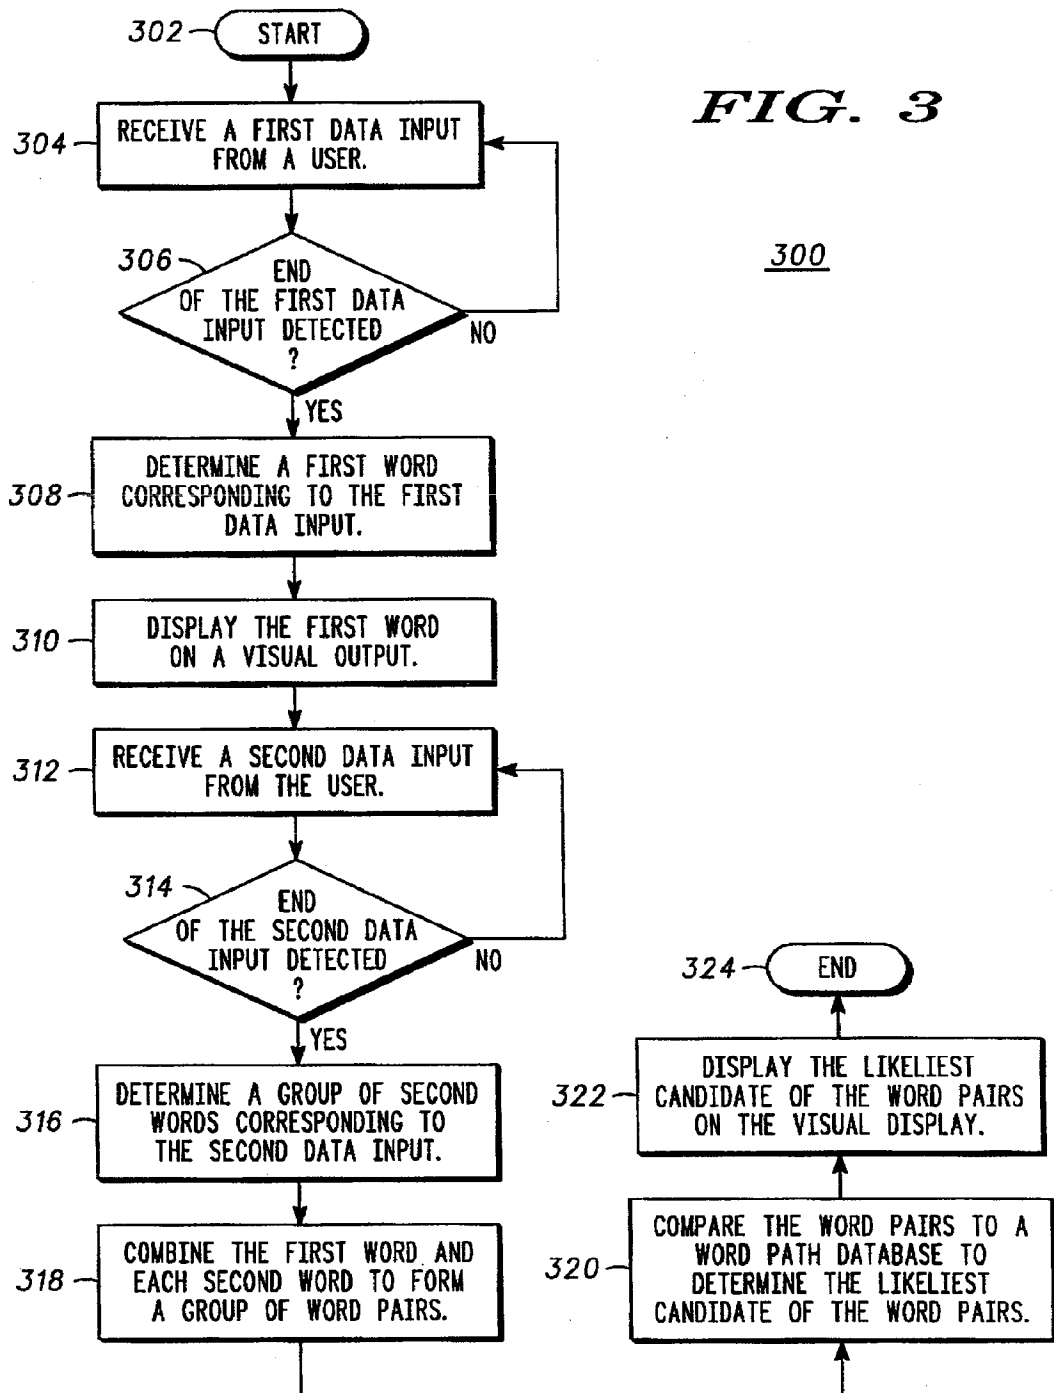 302
START
FIG. 3
304
RECEIVE A FIRST DATA INPUT
FROM A USER.
300
306
END
OF THE FIRST DATA
INPUT DETECTED
?
NO
YES
308
DETERMINE A FIRST WORD
CORRESPONDING TO THE FIRST
DATA INPUT.
310
DISPLAY THE FIRST WORD
ON A VISUAL OUTPUT.
312
RECEIVE A SECOND DATA INPUT
FROM THE USER.
314
END
OF THE SECOND DATA
INPUT DETECTED
?
NO
YES
316
DETERMINE A GROUP OF SECOND
WORDS CORRESPONDING TO
THE SECOND DATA INPUT.
318
COMBINE THE FIRST WORD AND
EACH SECOND WORD TO FORM
A GROUP OF WORD PAIRS.
320
COMPARE THE WORD PAIRS TO A
WORD PATH DATABASE TO
DETERMINE THE LIKELIEST
CANDIDATE OF THE WORD PAIRS.
322
DISPLAY THE LIKELIEST
CANDIDATE OF THE WORD PAIRS
ON THE VISUAL DISPLAY.
324
END